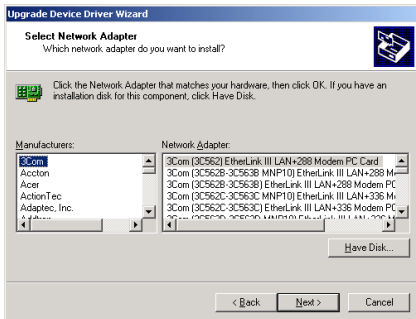 Upgrade Device Driver Wizard
Select Network Adapter
Which network adapter do you want to install?
Click the Network Adapter that matches your hardware, then click OK. If you have an
installation disk for this component, click Have Disk.
Manufacturers:
3Com
Accton
Acer
ActionTec
Adaptec, Inc.
Network Adapter:
3Com (3C562) EtherLink III LAN+288 Modem PC Card
3Com (3C562B-3C563B MNP10) EtherLink III LAN+288 M
3Com (3C562B-3C563B) EtherLink III LAN+288 Modem PC
3Com (3C562C-3C563C MNP10) EtherLink III LAN+336 M
3Com (3C562C-3C563C) EtherLink III LAN+336 Modem PC
Have Disk...
< Back
Next >
Cancel